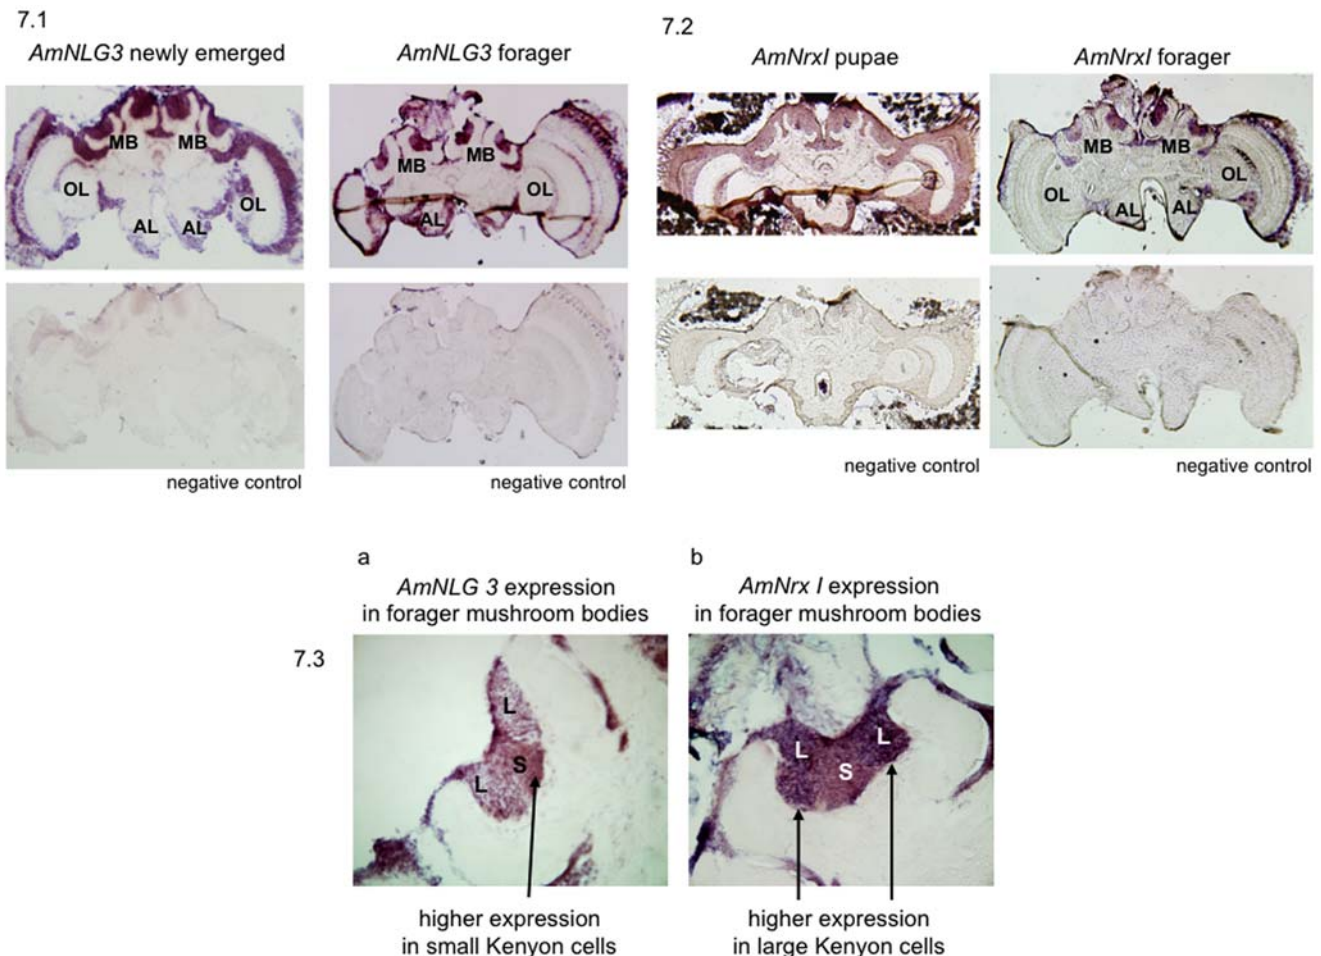 7.1
AmNLG3 newly emerged
AmNLG3 forager
MB
MB
OL
OL
AL
AL
MB
MB
OL
AL
negative control
negative control
7.2
AmNrxI pupae
AmNrxI forager
MB
MB
OL
OL
AL
AL
negative control
negative control
7.3
a
AmNLG 3 expression
in forager mushroom bodies
L
S
L
higher expression
in small Kenyon cells
b
AmNrx I expression
in forager mushroom bodies
L
L
S
higher expression
in large Kenyon cells